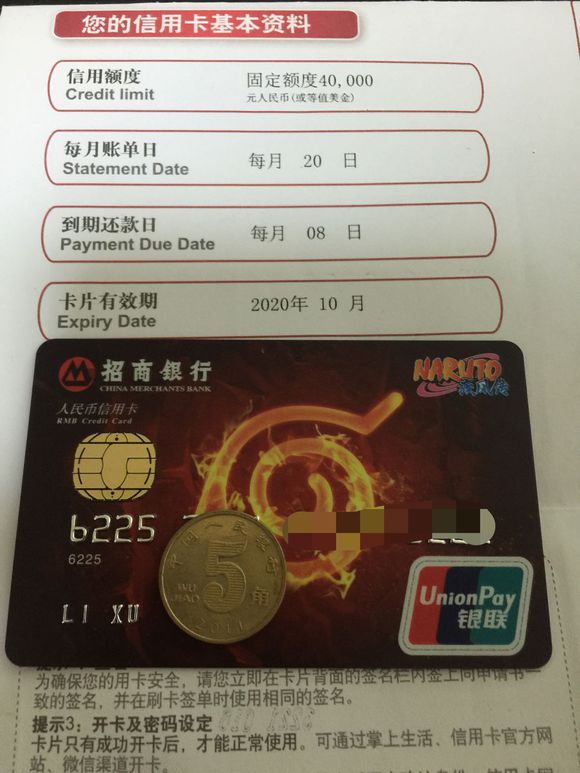 您的信用卡基本资料
信用额度
Credit limit
固定额度40,000
元人民币(或等值美金)
每月账单日
Statement Date
每月 20 日
到期还款日
Payment Due Date
每月 08 日
卡片有效期
Expiry Date
2020年 10 月
招商银行
CHINA MERCHANTS BANK
NARUTO
疾风传
人民币信用卡
RMB Credit Card
6225
6225
WU
JIAO
5
角
LI XU
UnionPay
银联
为确保您的用卡安全，请您立即在卡片背面的签名栏内签上同申请书一
致的签名，并在刷卡签单时使用相同的签名。
提示3：开卡及密码设定
卡片只有成功开卡后，才能正常使用。可通过掌上生活、信用卡官方网
站、微信渠道开卡。